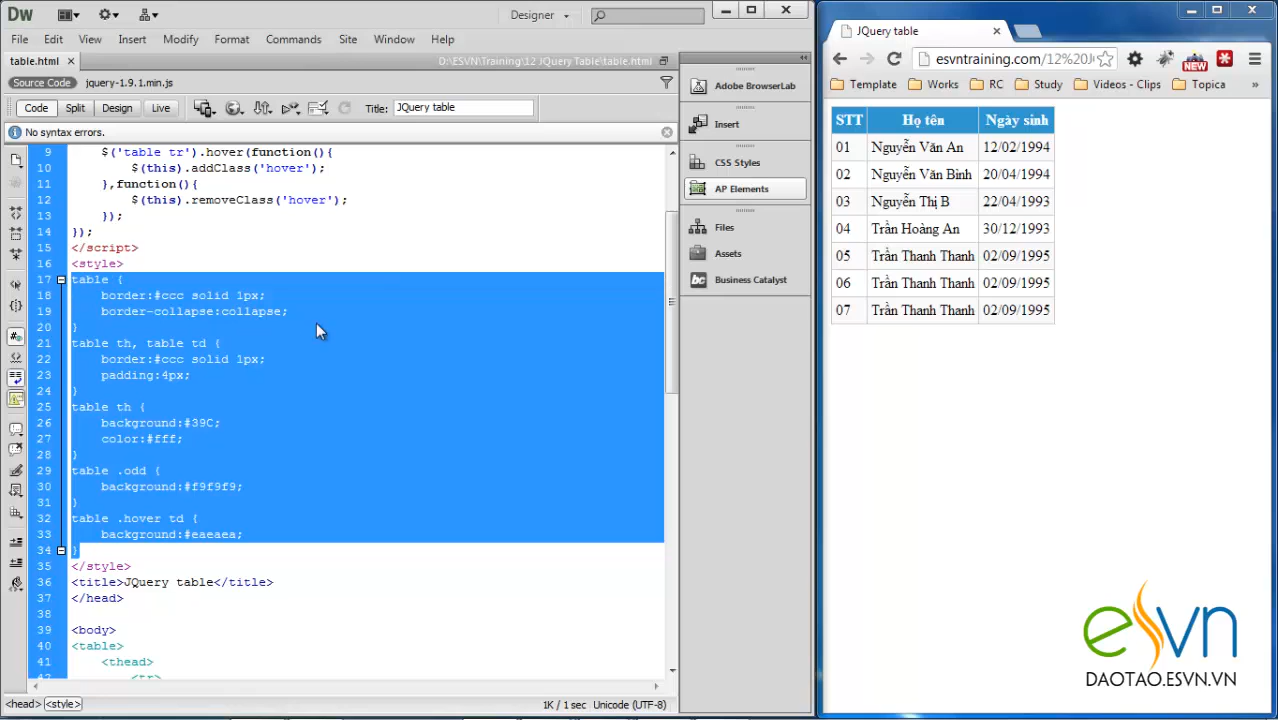 Dw
Designer
File Edit View Insert Modify Format Commands Site Window Help
table.html × D:\ESVN\Training\12 JQuery Table\table.html
Source Code jquery-1.9.1.min.js
Code Split Design Live Title: JQuery table
No syntax errors.
9 $('table tr').hover(function(){
10 $(this).addClass('hover');
11 },function(){
12 $(this).removeClass('hover');
13 });
14 });
15 </script>
16 <style>
17 table {
18 border:#ccc solid 1px;
19 border-collapse:collapse;
20 }
21 table th, table td {
22 border:#ccc solid 1px;
23 padding:4px;
24 }
25 table th {
26 background:#39C;
27 color:#fff;
28 }
29 table .odd {
30 background:#f9f9f9;
31 }
32 table .hover td {
33 background:#eaeaea;
34 }
35 </style>
36 <title>JQuery table</title>
37 </head>
38
39 <body>
40 <table>
41 <thead>
42 <tr>
<head> <style> 1K / 1 sec Unicode (UTF-8)
Adobe BrowserLab
Insert
CSS Styles
AP Elements
Files
Assets
Business Catalyst
JQuery table
esvntraining.com/12%20J
NEW
Template Works RC Study Videos - Clips Topica »
STT Họ tên Ngày sinh
01 Nguyễn Văn An 12/02/1994
02 Nguyễn Văn Bình 20/04/1994
03 Nguyễn Thị B 22/04/1993
04 Trần Hoàng An 30/12/1993
05 Trần Thanh Thanh 02/09/1995
06 Trần Thanh Thanh 02/09/1995
07 Trần Thanh Thanh 02/09/1995
esvn
DAOTAO.ESVN.VN